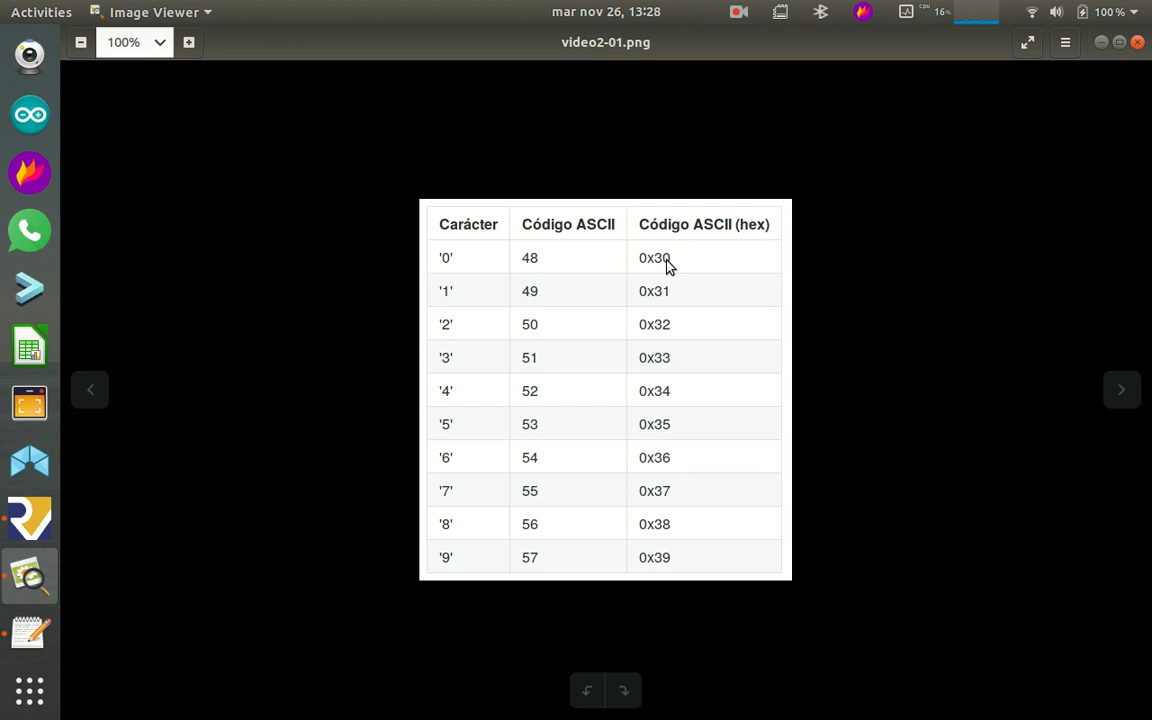 Activities Image Viewer mar nov 26, 13:28 cpu 16% 100%
100% video2-01.png
Carácter Código ASCII Código ASCII (hex)
'0' 48 0x30
'1' 49 0x31
'2' 50 0x32
'3' 51 0x33
'4' 52 0x34
'5' 53 0x35
'6' 54 0x36
'7' 55 0x37
'8' 56 0x38
'9' 57 0x39